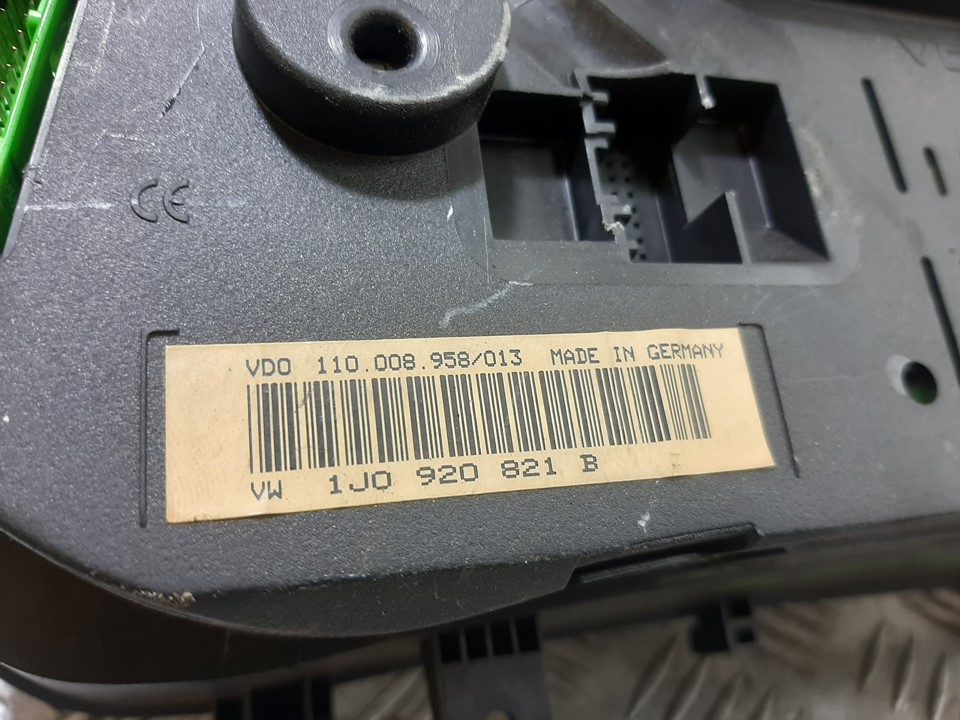 CE
VDO 110.008.958/013 MADE IN GERMANY
VW 1J0 920 821 B